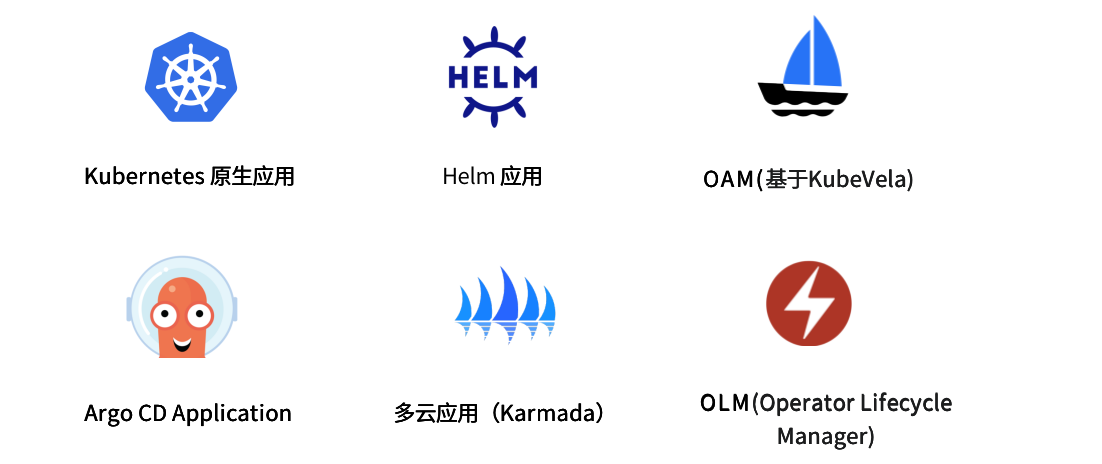 HELM
Kubernetes 原生应用
Helm 应用
OAM(基于KubeVela)
Argo CD Application
多云应用（Karmada）
OLM(Operator Lifecycle
Manager)